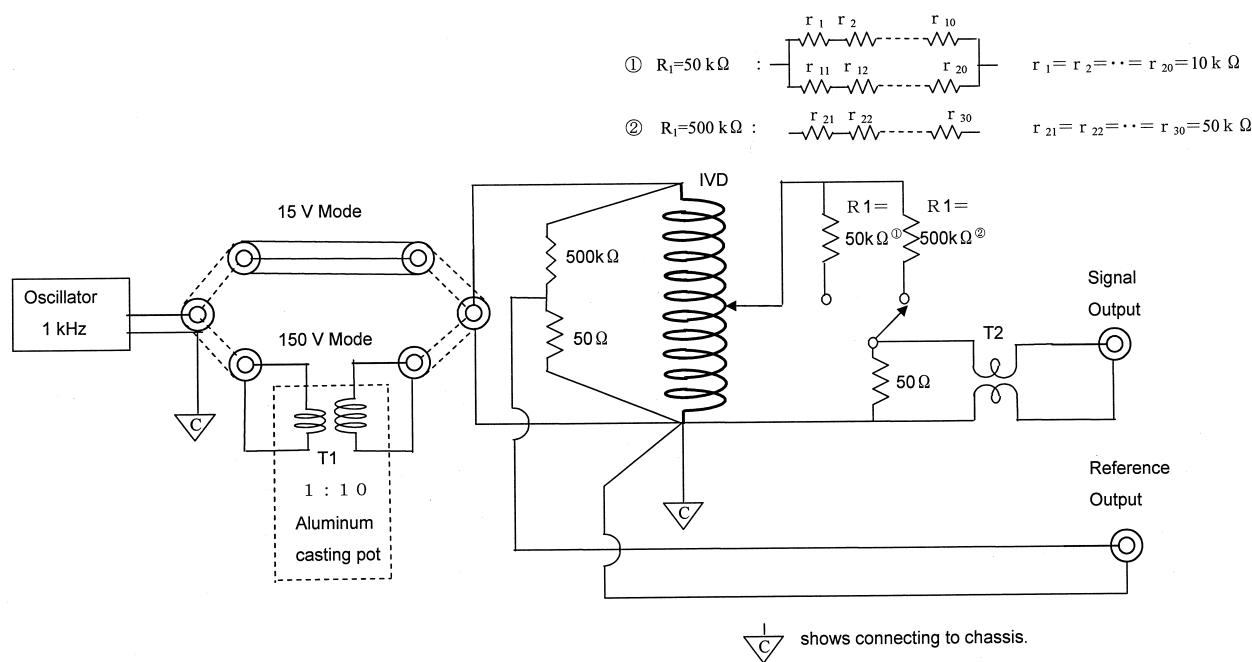 r 1 r 2 r 10
① R1=50 k Ω :
r 11 r 12 r 20
r 1= r 2=‥= r 20=10 k Ω
② R1=500 k Ω :
r 21 r 22 r 30
r 21= r 22=‥= r 30=50 k Ω
IVD
15 V Mode
R1=
50kΩ①
R1=
500kΩ②
500kΩ
Oscillator
1 kHz
Signal
Output
150 V Mode
50Ω
T2
50Ω
C
T1
1 : 10
Aluminum
casting pot
Reference
Output
C
C shows connecting to chassis.